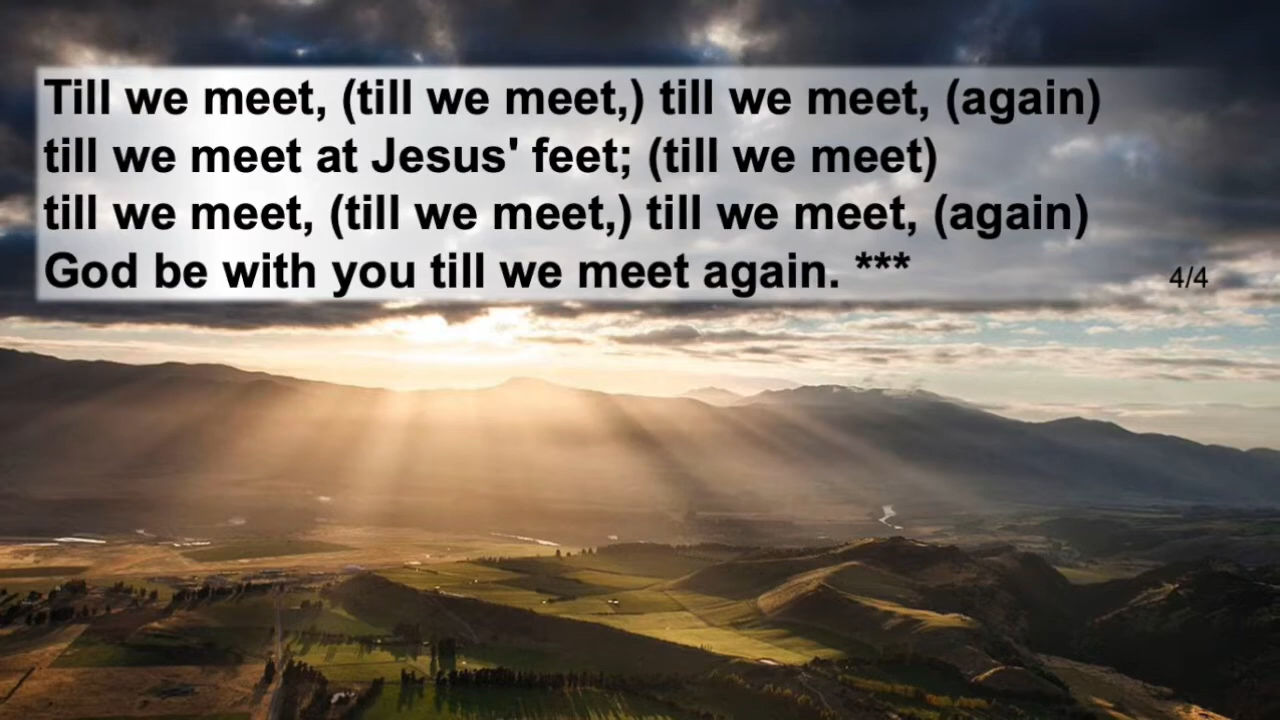 Till we meet, (till we meet,) till we meet, (again)
till we meet at Jesus' feet; (till we meet)
till we meet, (till we meet,) till we meet, (again)
God be with you till we meet again. ***
4/4